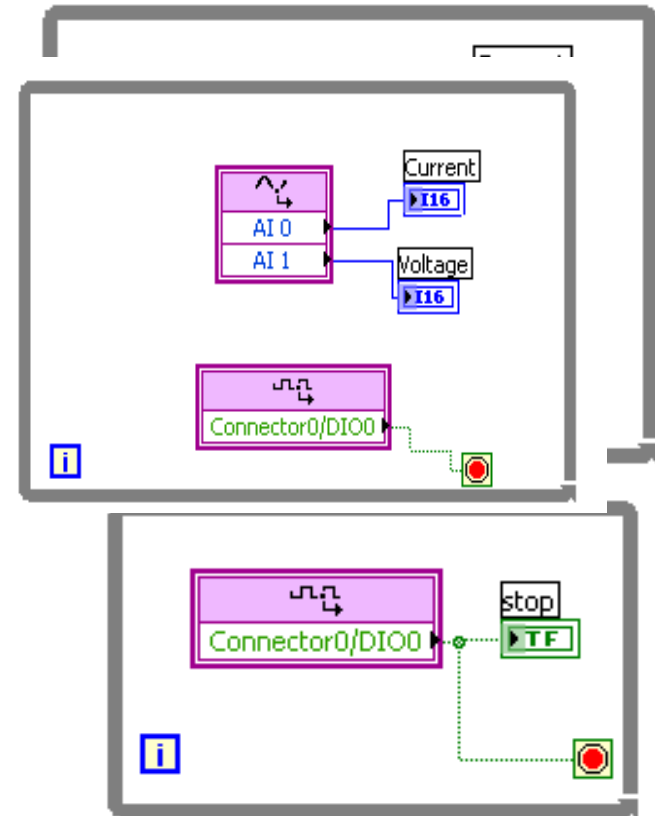 Current
I16
AI 0
AI 1
Voltage
I16
Connector0/DIO0
i
stop
Connector0/DIO0
TF
i